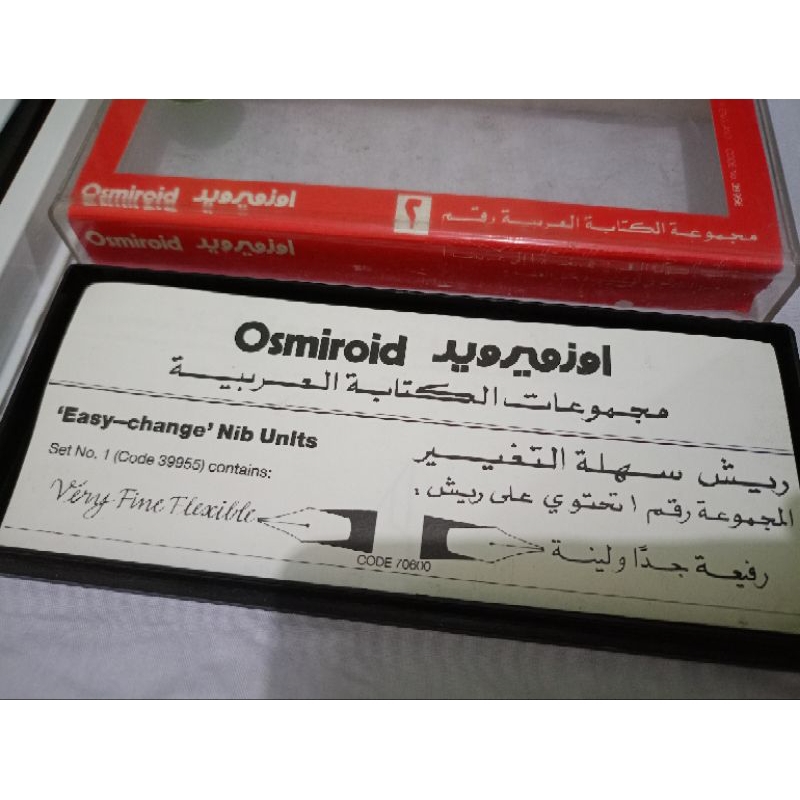 Osmiroid اوزميرويد
مجموعة الكتابة العربية رقم ٢
Osmiroid اوزميرويد
Osmiroid اوزميرويد
مجموعات الكتابة العربية
'Easy-change' Nib Units
Set No. 1 (Code 39955) contains:
Very Fine Flexible
ريش سهلة التغيير
المجموعة رقم ١ تحتوي على ريش:
رفيعة جدًا ولينة
CODE 70600